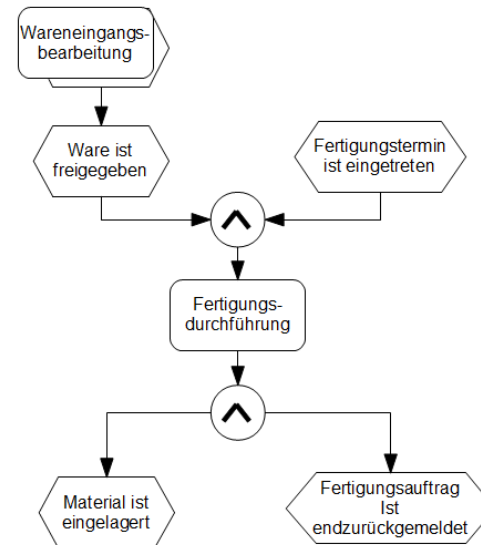 Wareneingangs-
bearbeitung
Ware ist
freigegeben
Fertigungstermin
ist eingetreten
Fertigungs-
durchführung
Material ist
eingelagert
Fertigungsauftrag
Ist
endzurückgemeldet